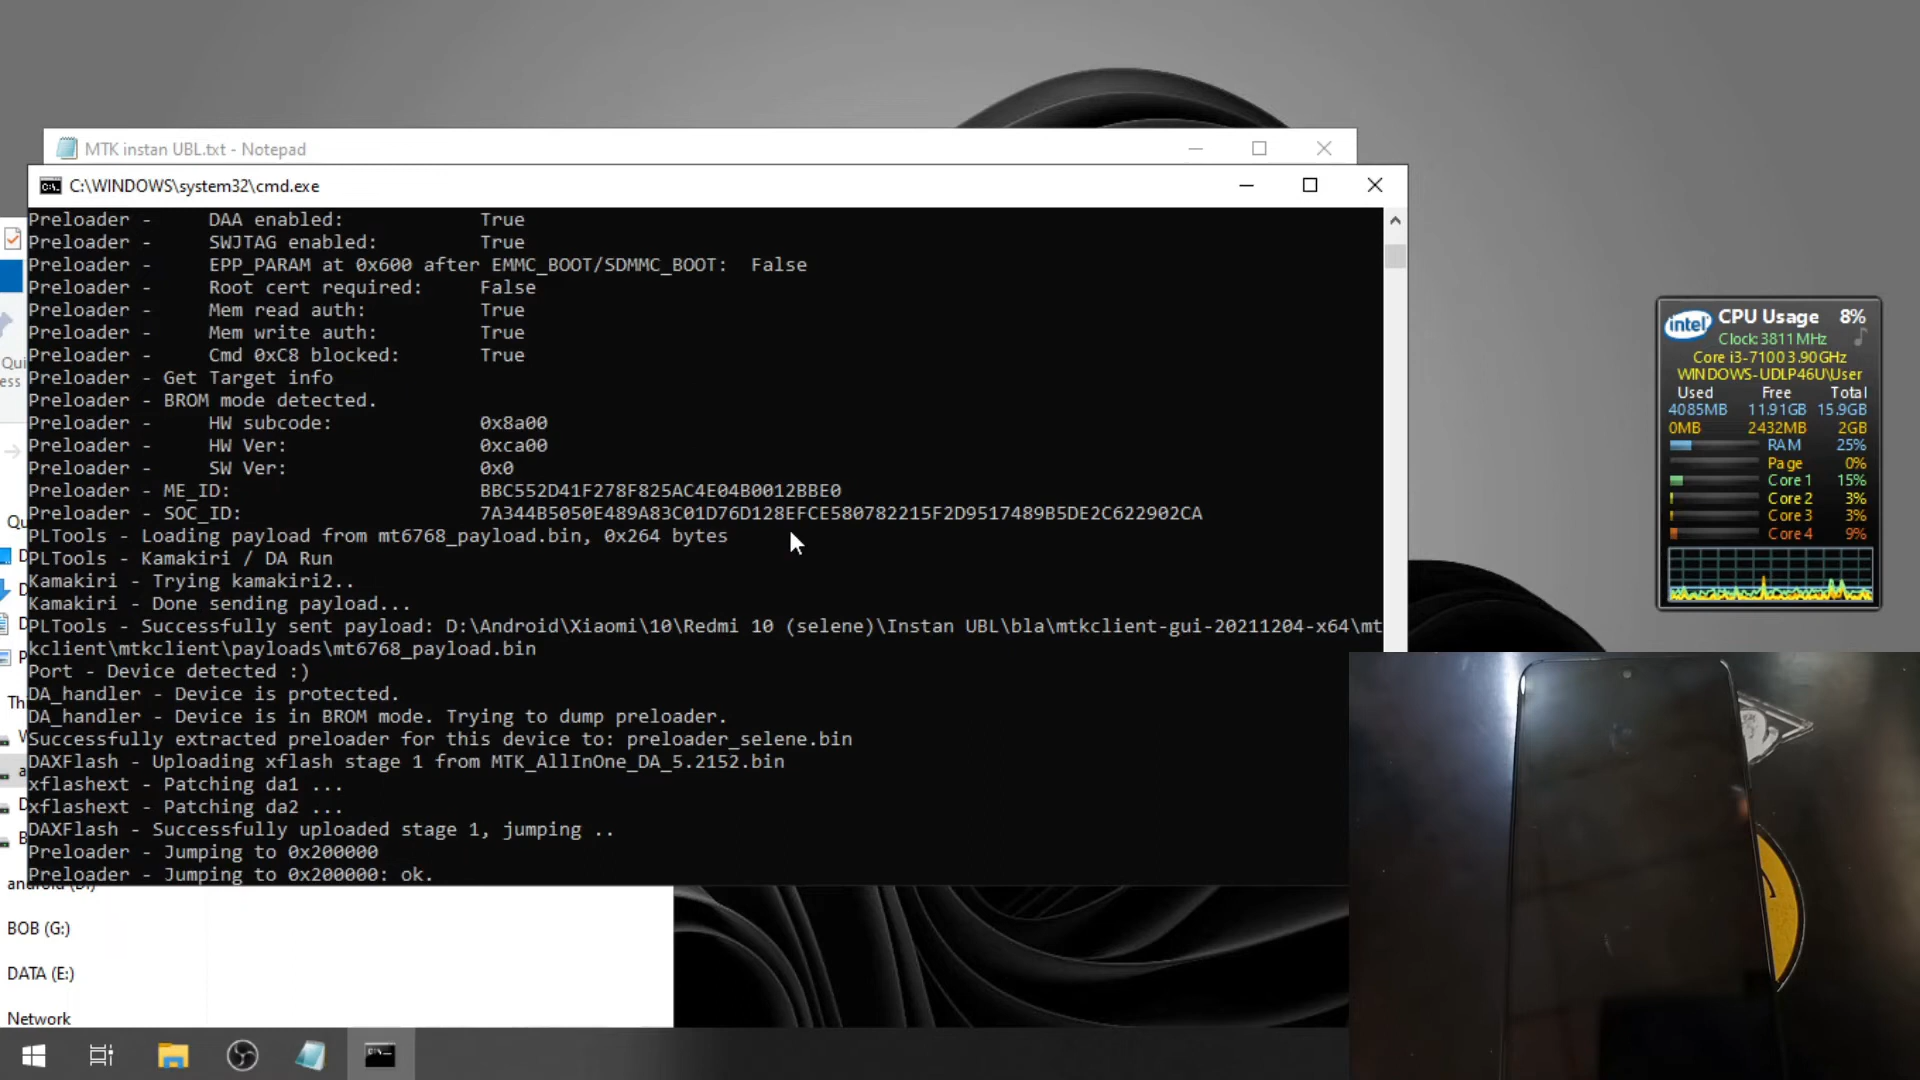 MTK instan UBL.txt - Notepad
C:\WINDOWS\system32\cmd.exe
Preloader -     DAA enabled:            True
Preloader -     SWJTAG enabled:         True
Preloader -     EPP_PARAM at 0x600 after EMMC_BOOT/SDMMC_BOOT:  False
Preloader -     Root cert required:     False
Preloader -     Mem read auth:          True
Preloader -     Mem write auth:         True
Preloader -     Cmd 0xC8 blocked:       True
Preloader - Get Target info
Preloader - BROM mode detected.
Preloader -     HW subcode:             0x8a00
Preloader -     HW Ver:                 0xca00
Preloader -     SW Ver:                 0x0
Preloader - ME_ID:                      BBC552D41F278F825AC4E04B0012BBE0
Preloader - SOC_ID:                     7A344B5050E489A83C01D76D128EFCE580782215F2D9517489B5DE2C622902CA
PLTools - Loading payload from mt6768_payload.bin, 0x264 bytes
PLTools - Kamakiri / DA Run
Kamakiri - Trying kamakiri2..
Kamakiri - Done sending payload...
PLTools - Successfully sent payload: D:\Android\Xiaomi\10\Redmi 10 (selene)\Instan UBL\bla\mtkclient-gui-20211204-x64\mt
kclient\mtkclient\payloads\mt6768_payload.bin
Port - Device detected :)
DA_handler - Device is protected.
DA_handler - Device is in BROM mode. Trying to dump preloader.
Successfully extracted preloader for this device to: preloader_selene.bin
DAXFlash - Uploading xflash stage 1 from MTK_AllInOne_DA_5.2152.bin
xflashext - Patching da1 ...
xflashext - Patching da2 ...
DAXFlash - Successfully uploaded stage 1, jumping ..
Preloader - Jumping to 0x200000
Preloader - Jumping to 0x200000: ok.
BOB (G:)
DATA (E:)
Network
intel CPU Usage 8%
Clock: 3811MHz
Core i3-7100 3.90GHz
WINDOWS-UDLP46U\User
Used Free Total
4085MB 11.91GB 15.9GB
0MB 2432MB 2GB
RAM 25%
Page 0%
Core 1 15%
Core 2 3%
Core 3 3%
Core 4 9%